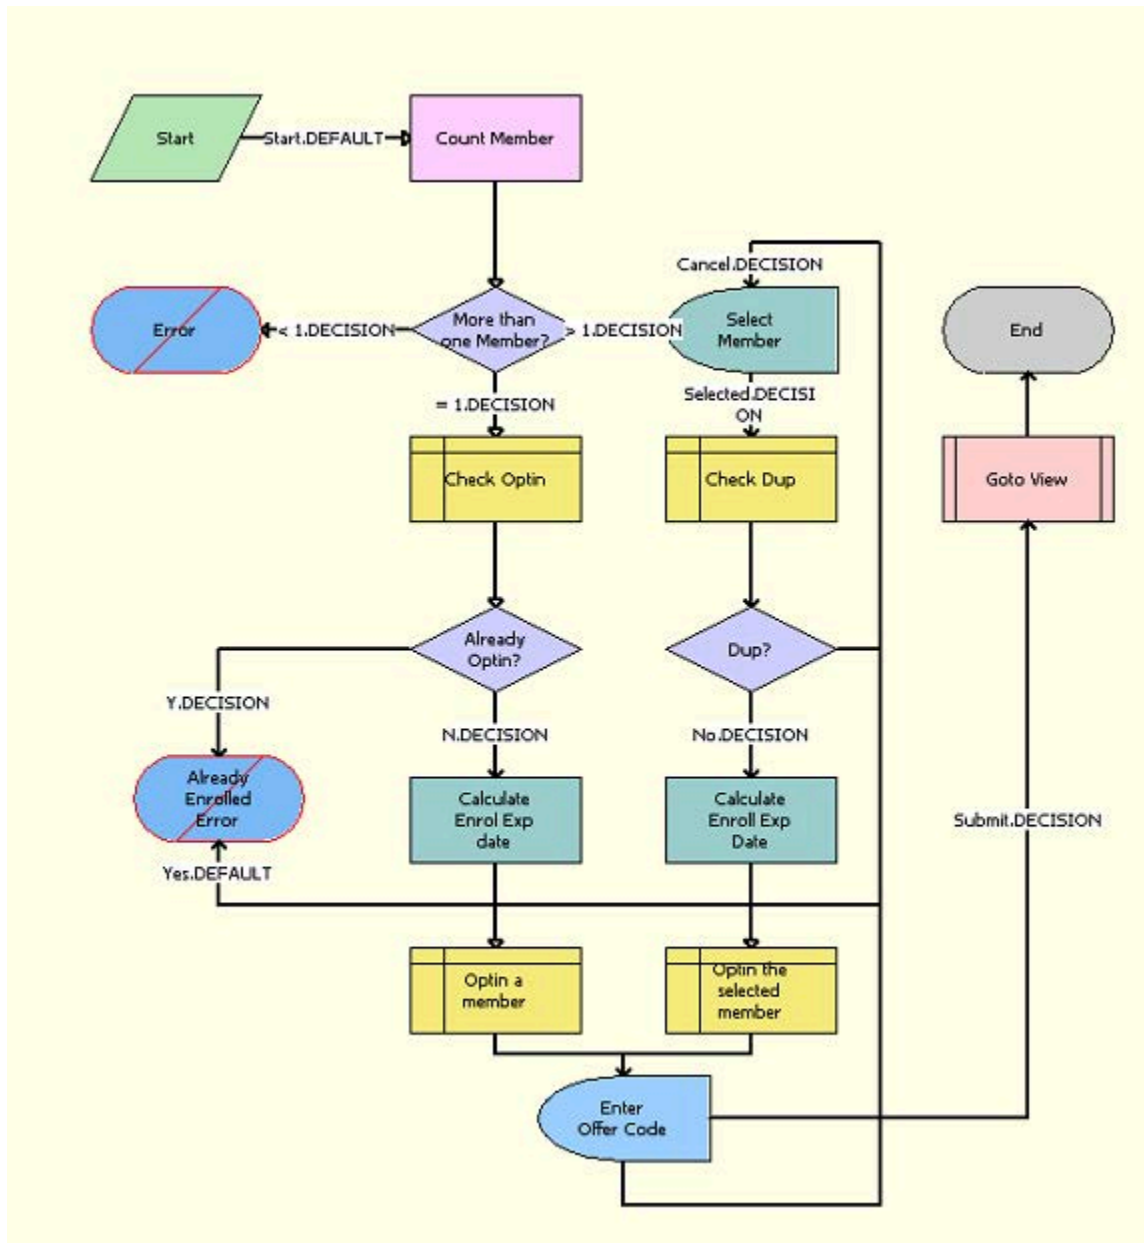 Start
Start.DEFAULT
Count Member
Cancel.DECISION
Error
< 1.DECISION
More than
one Member?
> 1.DECISION
Select
Member
End
= 1.DECISION
Selected.DECISI
ON
Check Optin
Check Dup
Goto View
Already
Optin?
Dup?
Y.DECISION
N.DECISION
No.DECISION
Already
Enrolled
Error
Calculate
Enrol Exp
date
Calculate
Enroll Exp
Date
Submit.DECISION
Yes.DEFAULT
Optin a
member
Optin the
selected
member
Enter
Offer Code